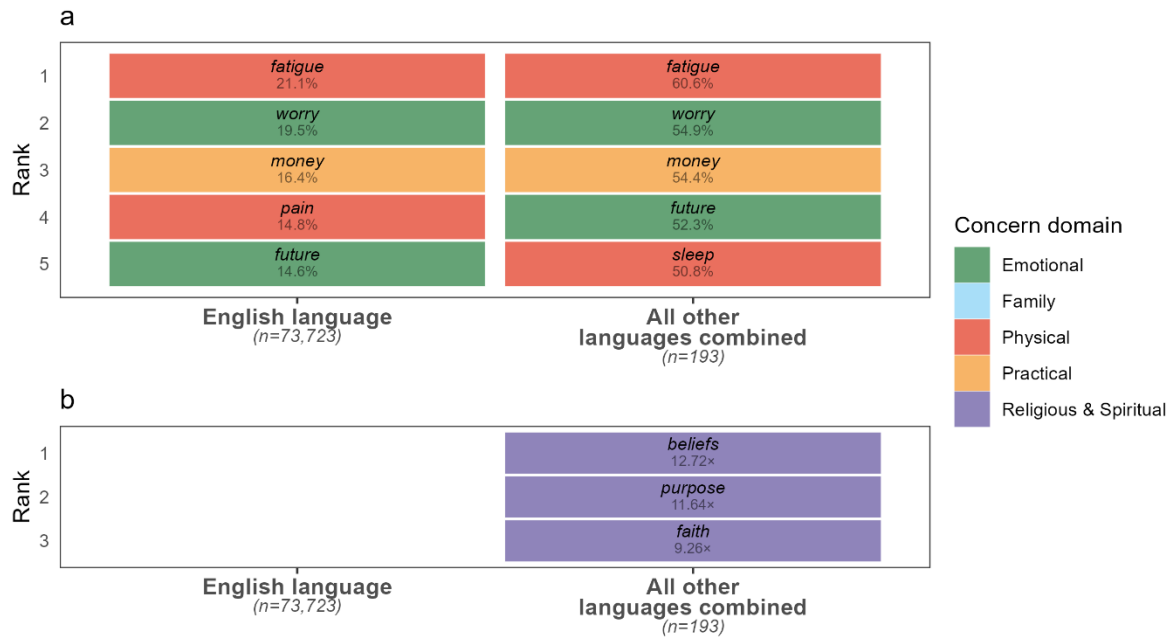 a
Rank
1
fatigue
21.1%
fatigue
60.6%
2
worry
19.5%
worry
54.9%
3
money
16.4%
money
54.4%
4
pain
14.8%
future
52.3%
5
future
14.6%
sleep
50.8%
English language
(n=73,723)
All other
languages combined
(n=193)
b
Rank
1
beliefs
12.72×
2
purpose
11.64×
3
faith
9.26×
English language
(n=73,723)
All other
languages combined
(n=193)
Concern domain
Emotional
Family
Physical
Practical
Religious & Spiritual